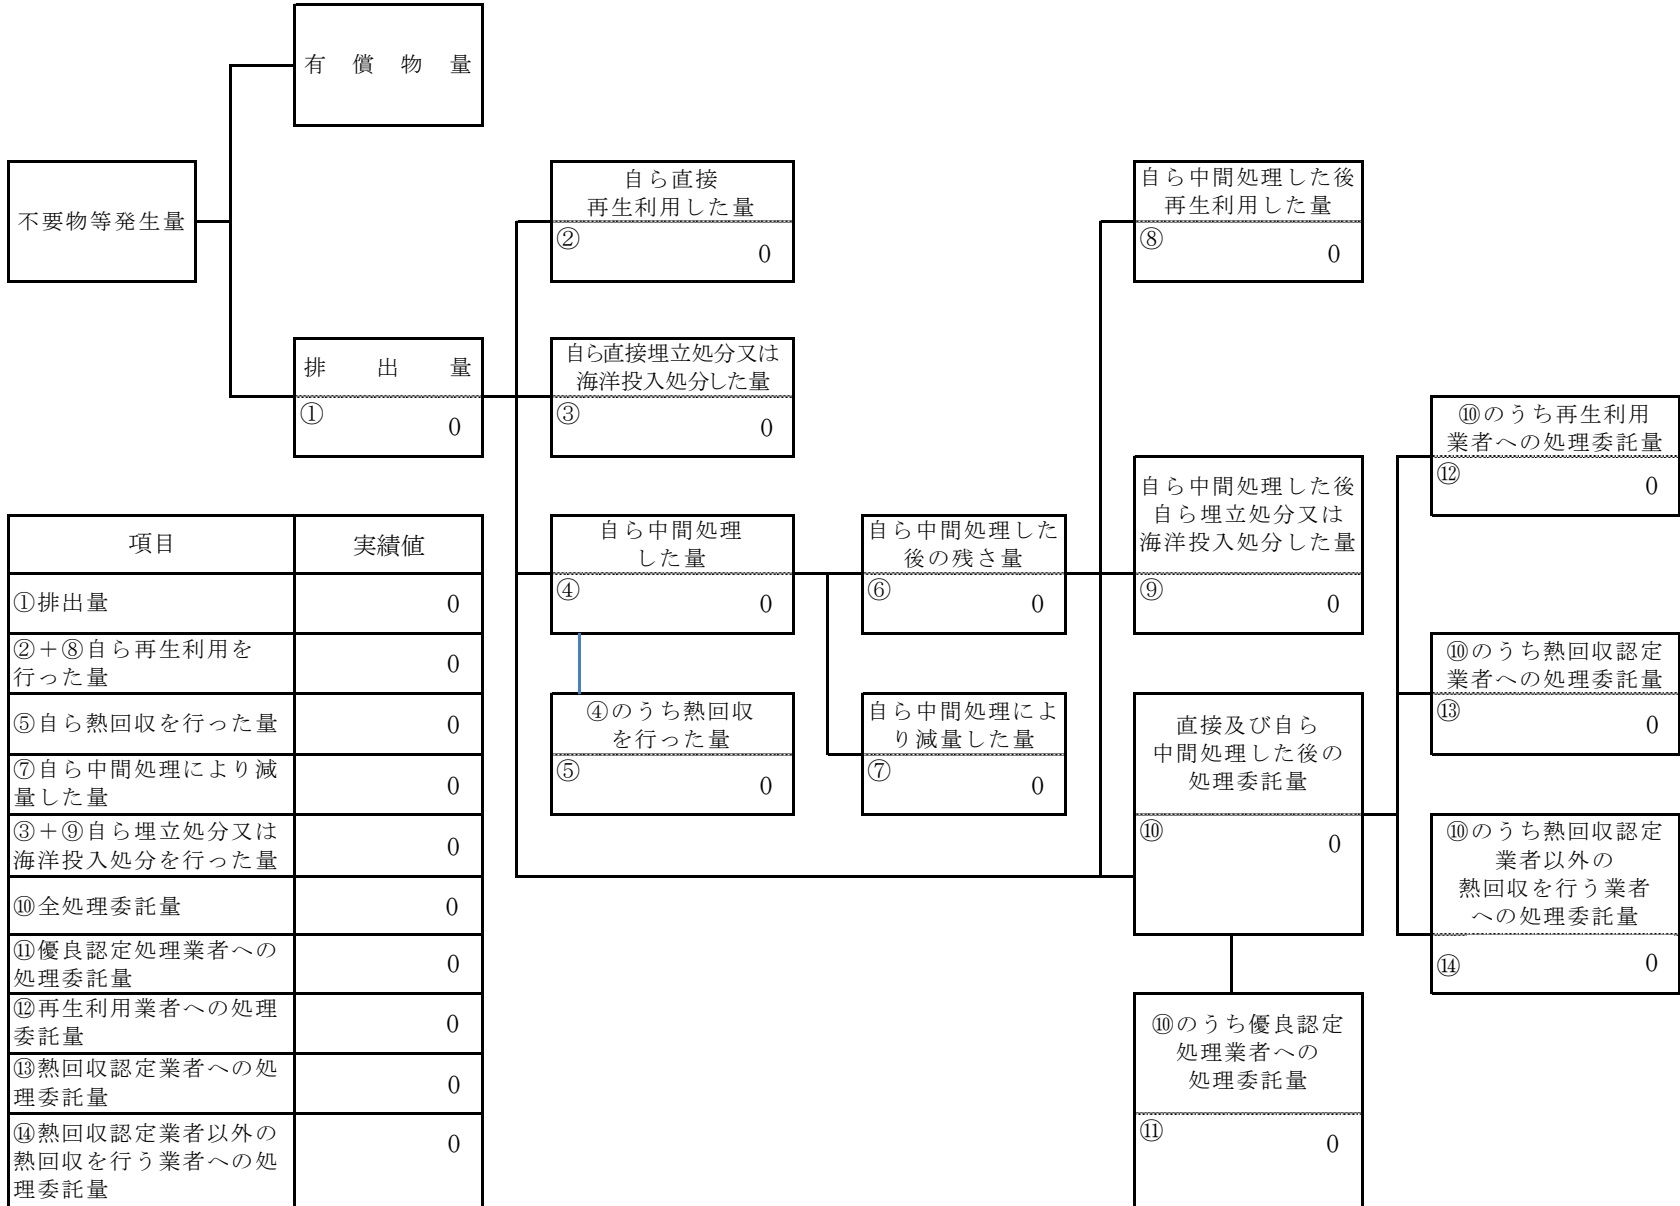 有償物量
不要物等発生量
自ら直接
再生利用した量
②
0
自ら中間処理した後
再生利用した量
⑧
0
排出量
①
0
自ら直接埋立処分又は
海洋投入処分した量
③
0
⑩のうち再生利用
業者への処理委託量
⑫
0
自ら中間処理
した量
④
0
自ら中間処理した
後の残さ量
⑥
0
自ら中間処理した後
自ら埋立処分又は
海洋投入処分した量
⑨
0
⑩のうち熱回収認定
業者への処理委託量
⑬
0
④のうち熱回収
を行った量
⑤
0
自ら中間処理によ
り減量した量
⑦
0
直接及び自ら
中間処理した後の
処理委託量
⑩
0
⑩のうち熱回収認定
業者以外の
熱回収を行う業者
への処理委託量
⑭
0
⑩のうち優良認定
処理業者への
処理委託量
⑪
0
項目 実績値
①排出量 0
②＋⑧自ら再生利用を
行った量 0
⑤自ら熱回収を行った量 0
⑦自ら中間処理により減
量した量 0
③＋⑨自ら埋立処分又は
海洋投入処分を行った量 0
⑩全処理委託量 0
⑪優良認定処理業者への
処理委託量 0
⑫再生利用業者への処理
委託量 0
⑬熱回収認定業者への処
理委託量 0
⑭熱回収認定業者以外の
熱回収を行う業者への処
理委託量 0